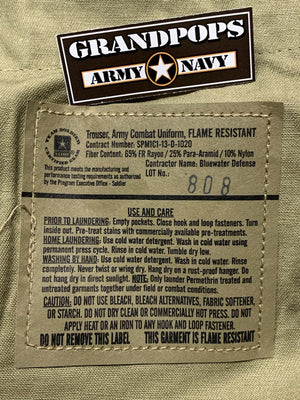 GRANDPOPS
ARMY NAVY
TEAM SOLDIER
CERTIFIED GEAR
Trouser, Army Combat Uniform, FLAME RESISTANT
Contract Number: SPM1C1-13-D-1020
Fiber Content: 65% FR Rayon / 25% Para-Aramid / 10% Nylon
This product meets the manufacturing
requirements and is authorized
by the Program Executive Office - Soldier
Contractor Name: Bluewater Defense
LOT No.:
808
USE AND CARE
PRIOR TO LAUNDERING: Empty pockets. Close hook and loop fasteners. Turn
inside out. Pre-treat stains with commercially available pre-treatments.
HOME LAUNDERING: Use cold water detergent. Wash in cold water using
permanent press cycle. Rinse in cold water. Tumble dry low.
WASHING BY HAND: Use cold water detergent. Wash in cold water. Rinse
completely. Never twist or wring dry. Hang dry on a rust-proof hanger. Do
not hang dry in direct sunlight. NOTE: Only launder Permethrin treated and
untreated garments together under field or combat conditions.
CAUTION: DO NOT USE BLEACH, BLEACH ALTERNATIVES, FABRIC SOFTENER,
OR STARCH. DO NOT DRY CLEAN OR COMMERCIALLY HOT PRESS. DO NOT
APPLY HEAT OR AN IRON TO ANY HOOK AND LOOP FASTENER.
DO NOT REMOVE THIS LABEL THIS GARMENT IS FLAME RESISTANT